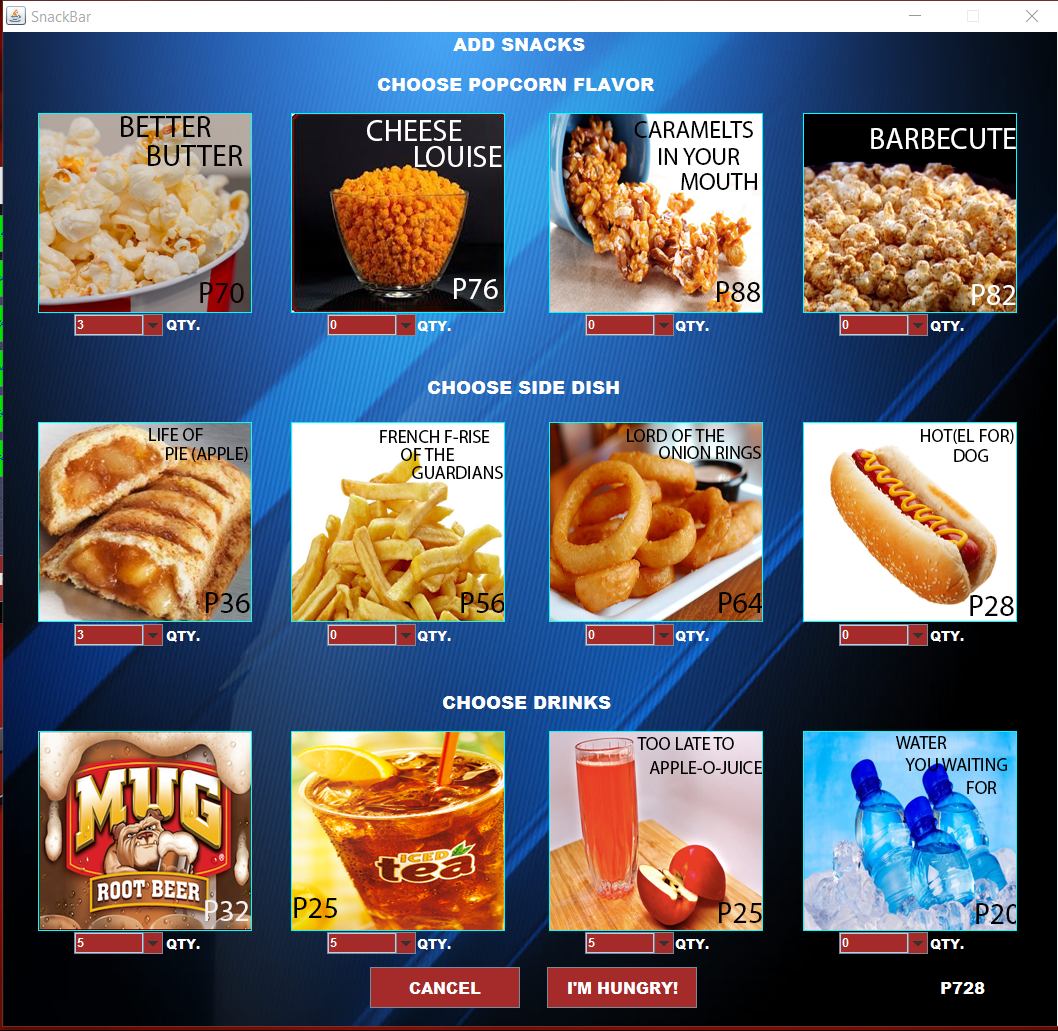 SnackBar
ADD SNACKS
CHOOSE POPCORN FLAVOR
BETTER
BUTTER
P70
CHEESE
LOUISE
P76
CARAMELTS
IN YOUR
MOUTH
P88
BARBECUTE
P82
3 QTY.
0 QTY.
0 QTY.
0 QTY.
CHOOSE SIDE DISH
LIFE OF
PIE (APPLE)
P36
FRENCH F-RISE
OF THE
GUARDIANS
P56
LORD OF THE
ONION RINGS
P64
HOT(EL FOR)
DOG
P28
3 QTY.
0 QTY.
0 QTY.
0 QTY.
CHOOSE DRINKS
MUG
ROOT BEER
P32
ICED
tea
P25
TOO LATE TO
APPLE-O-JUICE
P25
WATER
YOU WAITING
FOR
P20
5 QTY.
5 QTY.
5 QTY.
0 QTY.
CANCEL
I'M HUNGRY!
P728